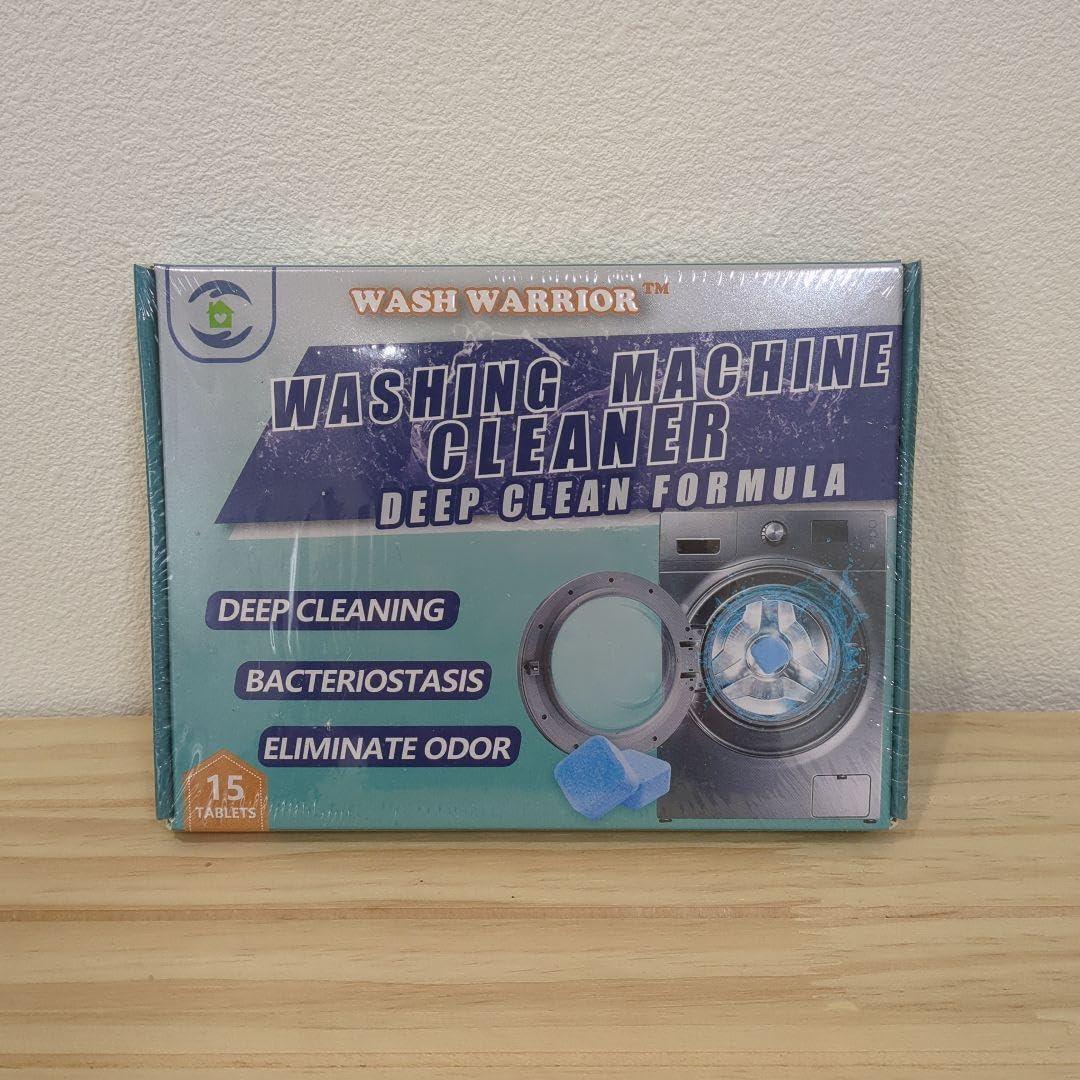 WASH WARRIOR™
WASHING MACHINE
CLEANER
DEEP CLEAN FORMULA
DEEP CLEANING
BACTERIOSTASIS
ELIMINATE ODOR
15
TABLETS